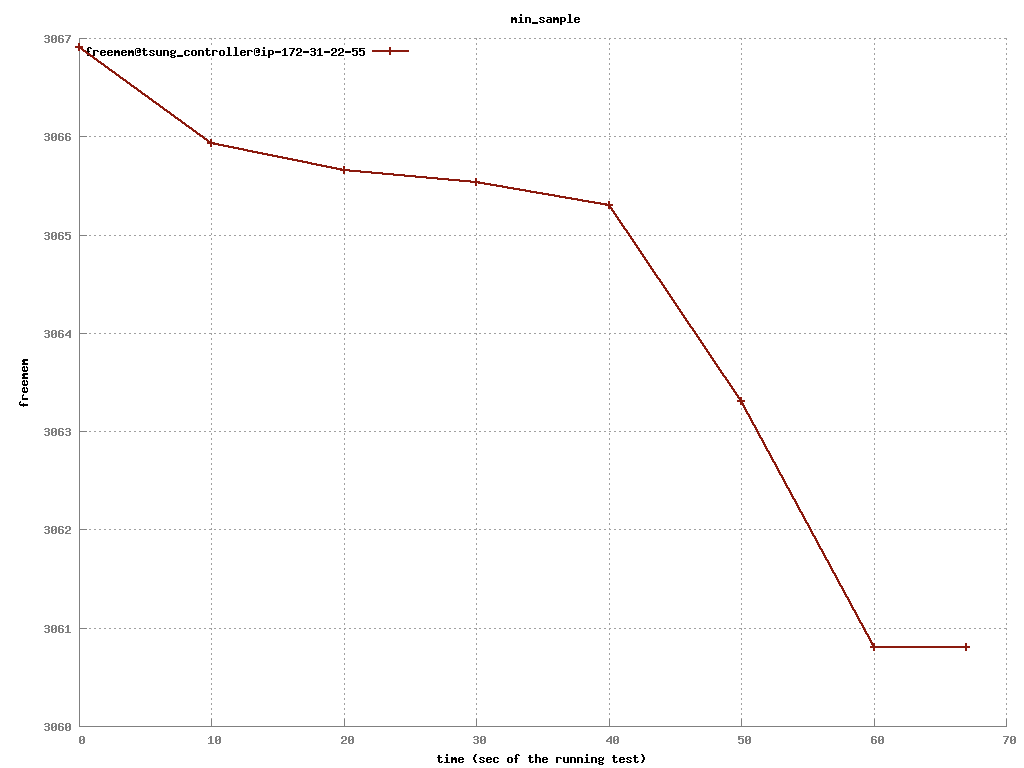 min_sample
3067
freemem@tsung_controller@ip-172-31-22-55
3066
3065
3064
freemem
3063
3062
3061
3060
0 10 20 30 40 50 60 70
time (sec of the running test)